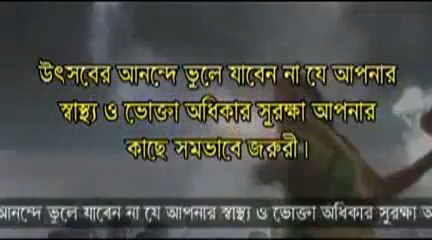 উৎসবের আনন্দে ভুলে যাবেন না যে আপনার
স্বাস্থ্য ও ভোক্তা অধিকার সুরক্ষা আপনার
কাছে সমভাবে জরুরী।
আনন্দে ভুলে যাবেন না যে আপনার স্বাস্থ্য ও ভোক্তা অধিকার সুরক্ষা